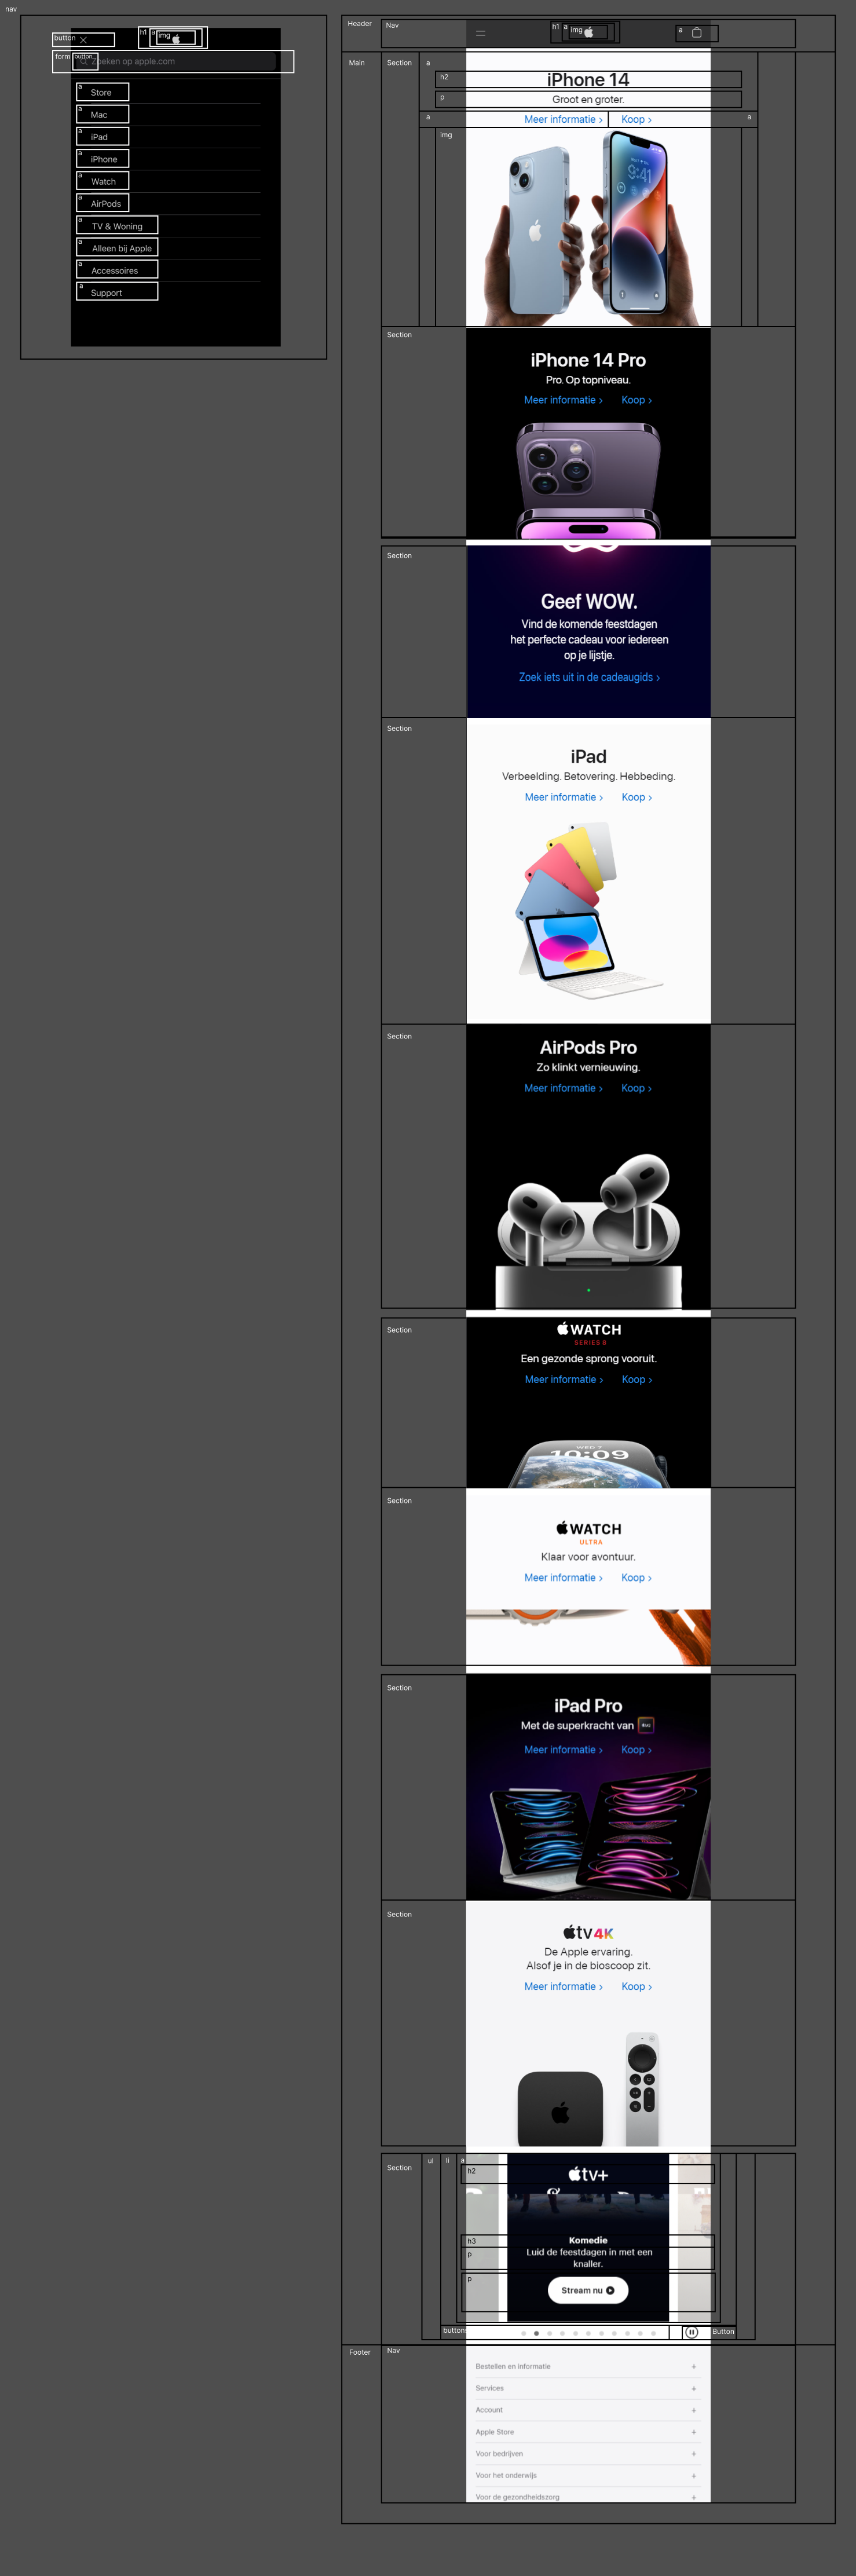 nav
button
h1
a
img
form
button
Zoeken op apple.com
a
Store
a
Mac
a
iPad
a
iPhone
a
Watch
a
AirPods
a
TV & Woning
a
Alleen bij Apple
a
Accessoires
a
Support
Header
Nav
h1
a
img
a
Main
Section
a
h2
iPhone 14
p
Groot en groter.
a
Meer informatie >
Koop >
a
img
9:41
Section
iPhone 14 Pro
Pro. Op topniveau.
Meer informatie >
Koop >
Section
Geef WOW.
Vind de komende feestdagen
het perfecte cadeau voor iedereen
op je lijstje.
Zoek iets uit in de cadeaugids >
Section
iPad
Verbeelding. Betovering. Hebbeding.
Meer informatie >
Koop >
Section
AirPods Pro
Zo klinkt vernieuwing.
Meer informatie >
Koop >
Section
WATCH
SERIES 8
Een gezonde sprong vooruit.
Meer informatie >
Koop >
WED 7
10:09
Section
WATCH
ULTRA
Klaar voor avontuur.
Meer informatie >
Koop >
Section
iPad Pro
Met de superkracht van
Meer informatie >
Koop >
Section
tv 4K
De Apple ervaring.
Alsof je in de bioscoop zit.
Meer informatie >
Koop >
Section
ul
li
a
h2
tv+
h3
Komedie
p
Luid de feestdagen in met een
knaller.
p
Stream nu
button
Button
Footer
Nav
Bestellen en informatie +
Services +
Account +
Apple Store +
Voor bedrijven +
Voor het onderwijs +
Voor de gezondheidszorg +